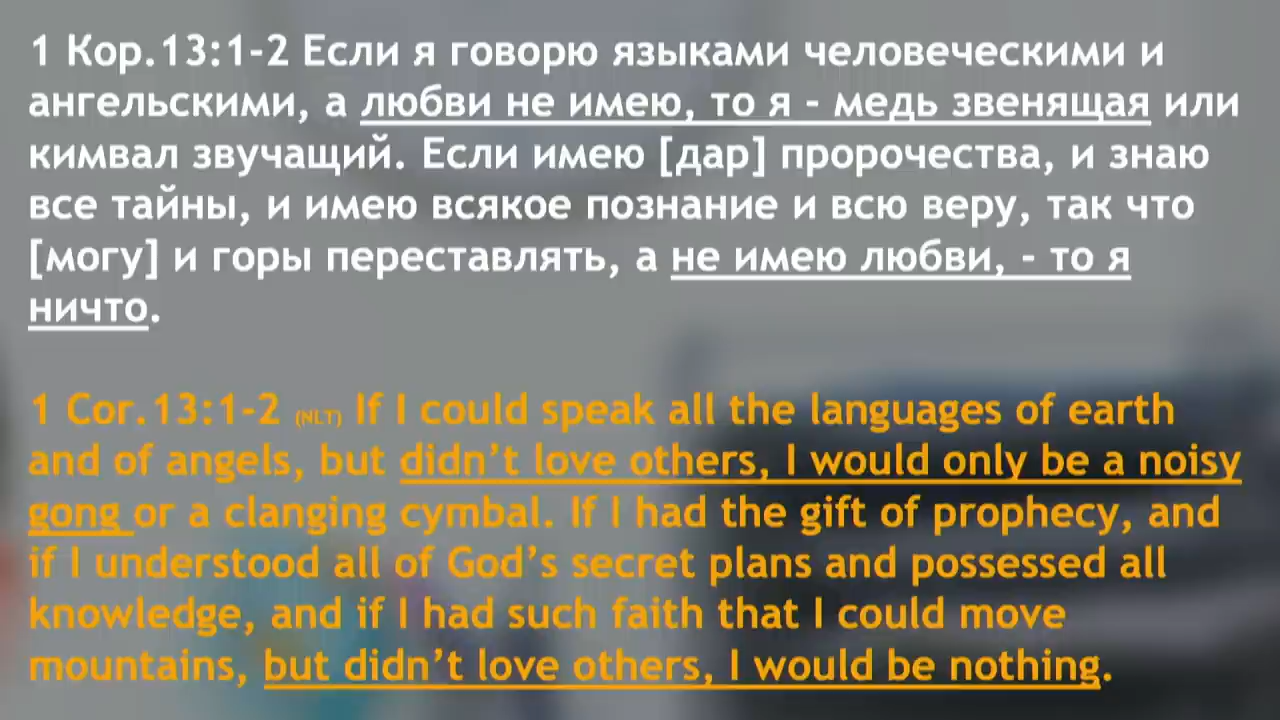 1 Кор.13:1-2 Если я говорю языками человеческими и
ангельскими, а любви не имею, то я - медь звенящая или
кимвал звучащий. Если имею [дар] пророчества, и знаю
все тайны, и имею всякое познание и всю веру, так что
[могу] и горы переставлять, а не имею любви, - то я
ничто.
1 Cor.13:1-2 (NLT) If I could speak all the languages of earth
and of angels, but didn’t love others, I would only be a noisy
gong or a clanging cymbal. If I had the gift of prophecy, and
if I understood all of God’s secret plans and possessed all
knowledge, and if I had such faith that I could move
mountains, but didn’t love others, I would be nothing.